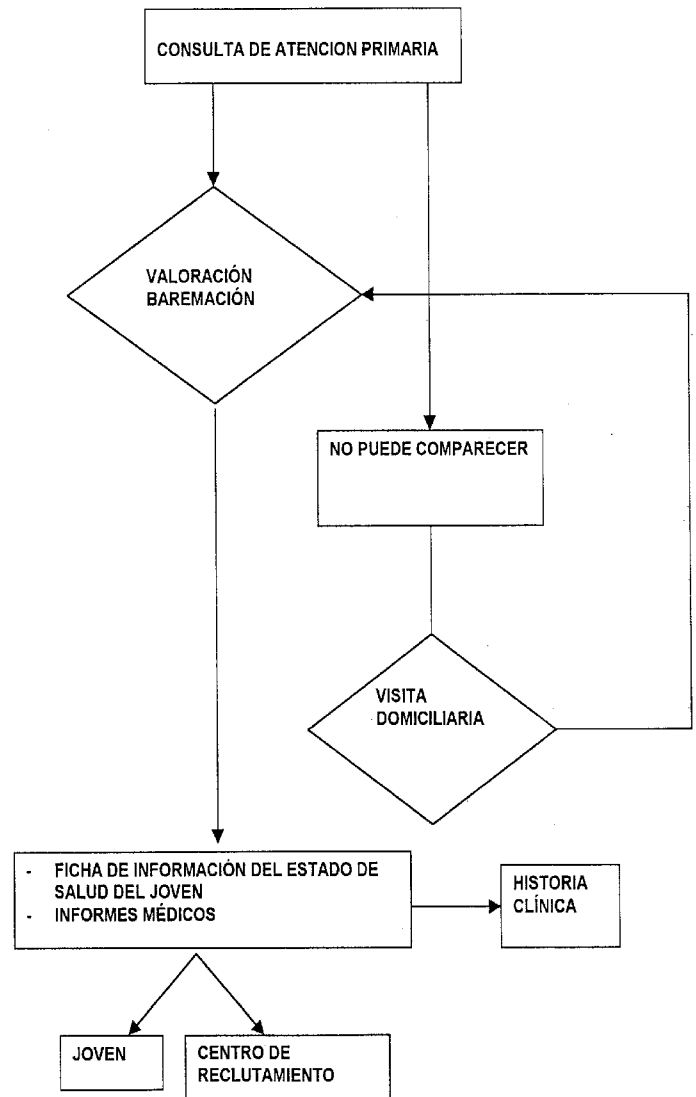 CONSULTA DE ATENCION PRIMARIA
VALORACIÓN
BAREMACIÓN
NO PUEDE COMPARECER
VISITA
DOMICILIARIA
- FICHA DE INFORMACIÓN DEL ESTADO DE
SALUD DEL JOVEN
- INFORMES MÉDICOS
HISTORIA
CLÍNICA
JOVEN
CENTRO DE
RECLUTAMIENTO